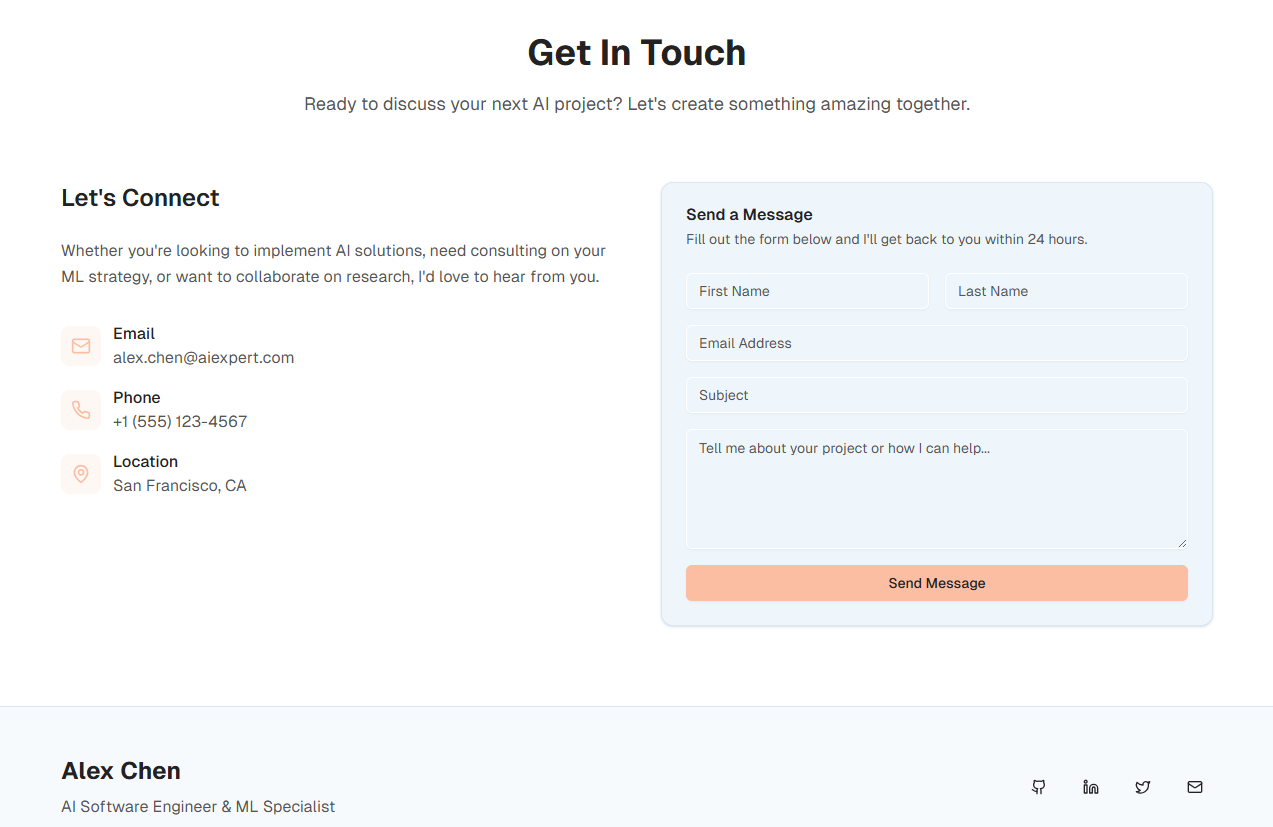 Get In Touch
Ready to discuss your next AI project? Let's create something amazing together.
Let's Connect
Whether you're looking to implement AI solutions, need consulting on your
ML strategy, or want to collaborate on research, I'd love to hear from you.
Email
alex.chen@aiexpert.com
Phone
+1 (555) 123-4567
Location
San Francisco, CA
Send a Message
Fill out the form below and I'll get back to you within 24 hours.
First Name
Last Name
Email Address
Subject
Tell me about your project or how I can help...
Send Message
Alex Chen
AI Software Engineer & ML Specialist